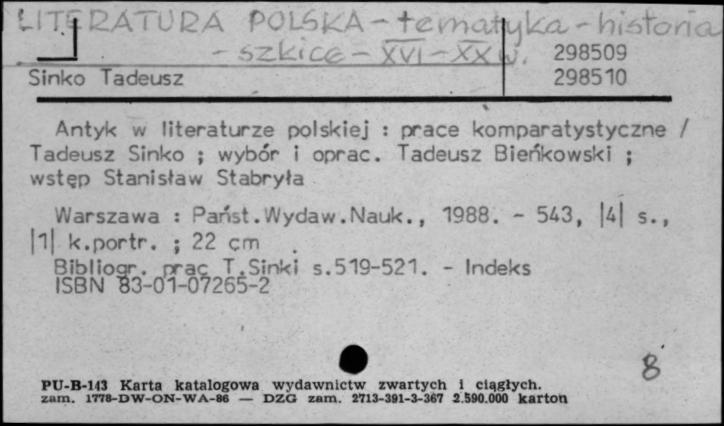 LITERATURA POLSKA - tematyka - historia
- szkice - XVI - XX w. 298509
Sinko Tadeusz 298510
Antyk w literaturze polskiej : prace komparatystyczne /
Tadeusz Sinko ; wybór i oprac. Tadeusz Bieńkowski ;
wstęp Stanisław Stabryła
Warszawa : Państ.Wydaw.Nauk., 1988. - 543, |4| s.,
|1| k.portr. ; 22 cm
Bibliogr. prac T.Sinki s.519-521. - Indeks
ISBN 83-01-07265-2
8
PU-B-143 Karta katalogowa wydawnictw zwartych i ciągłych.
zam. 1778-DW-ON-WA-86 — DZG zam. 2713-391-3-367 2.590.000 karton